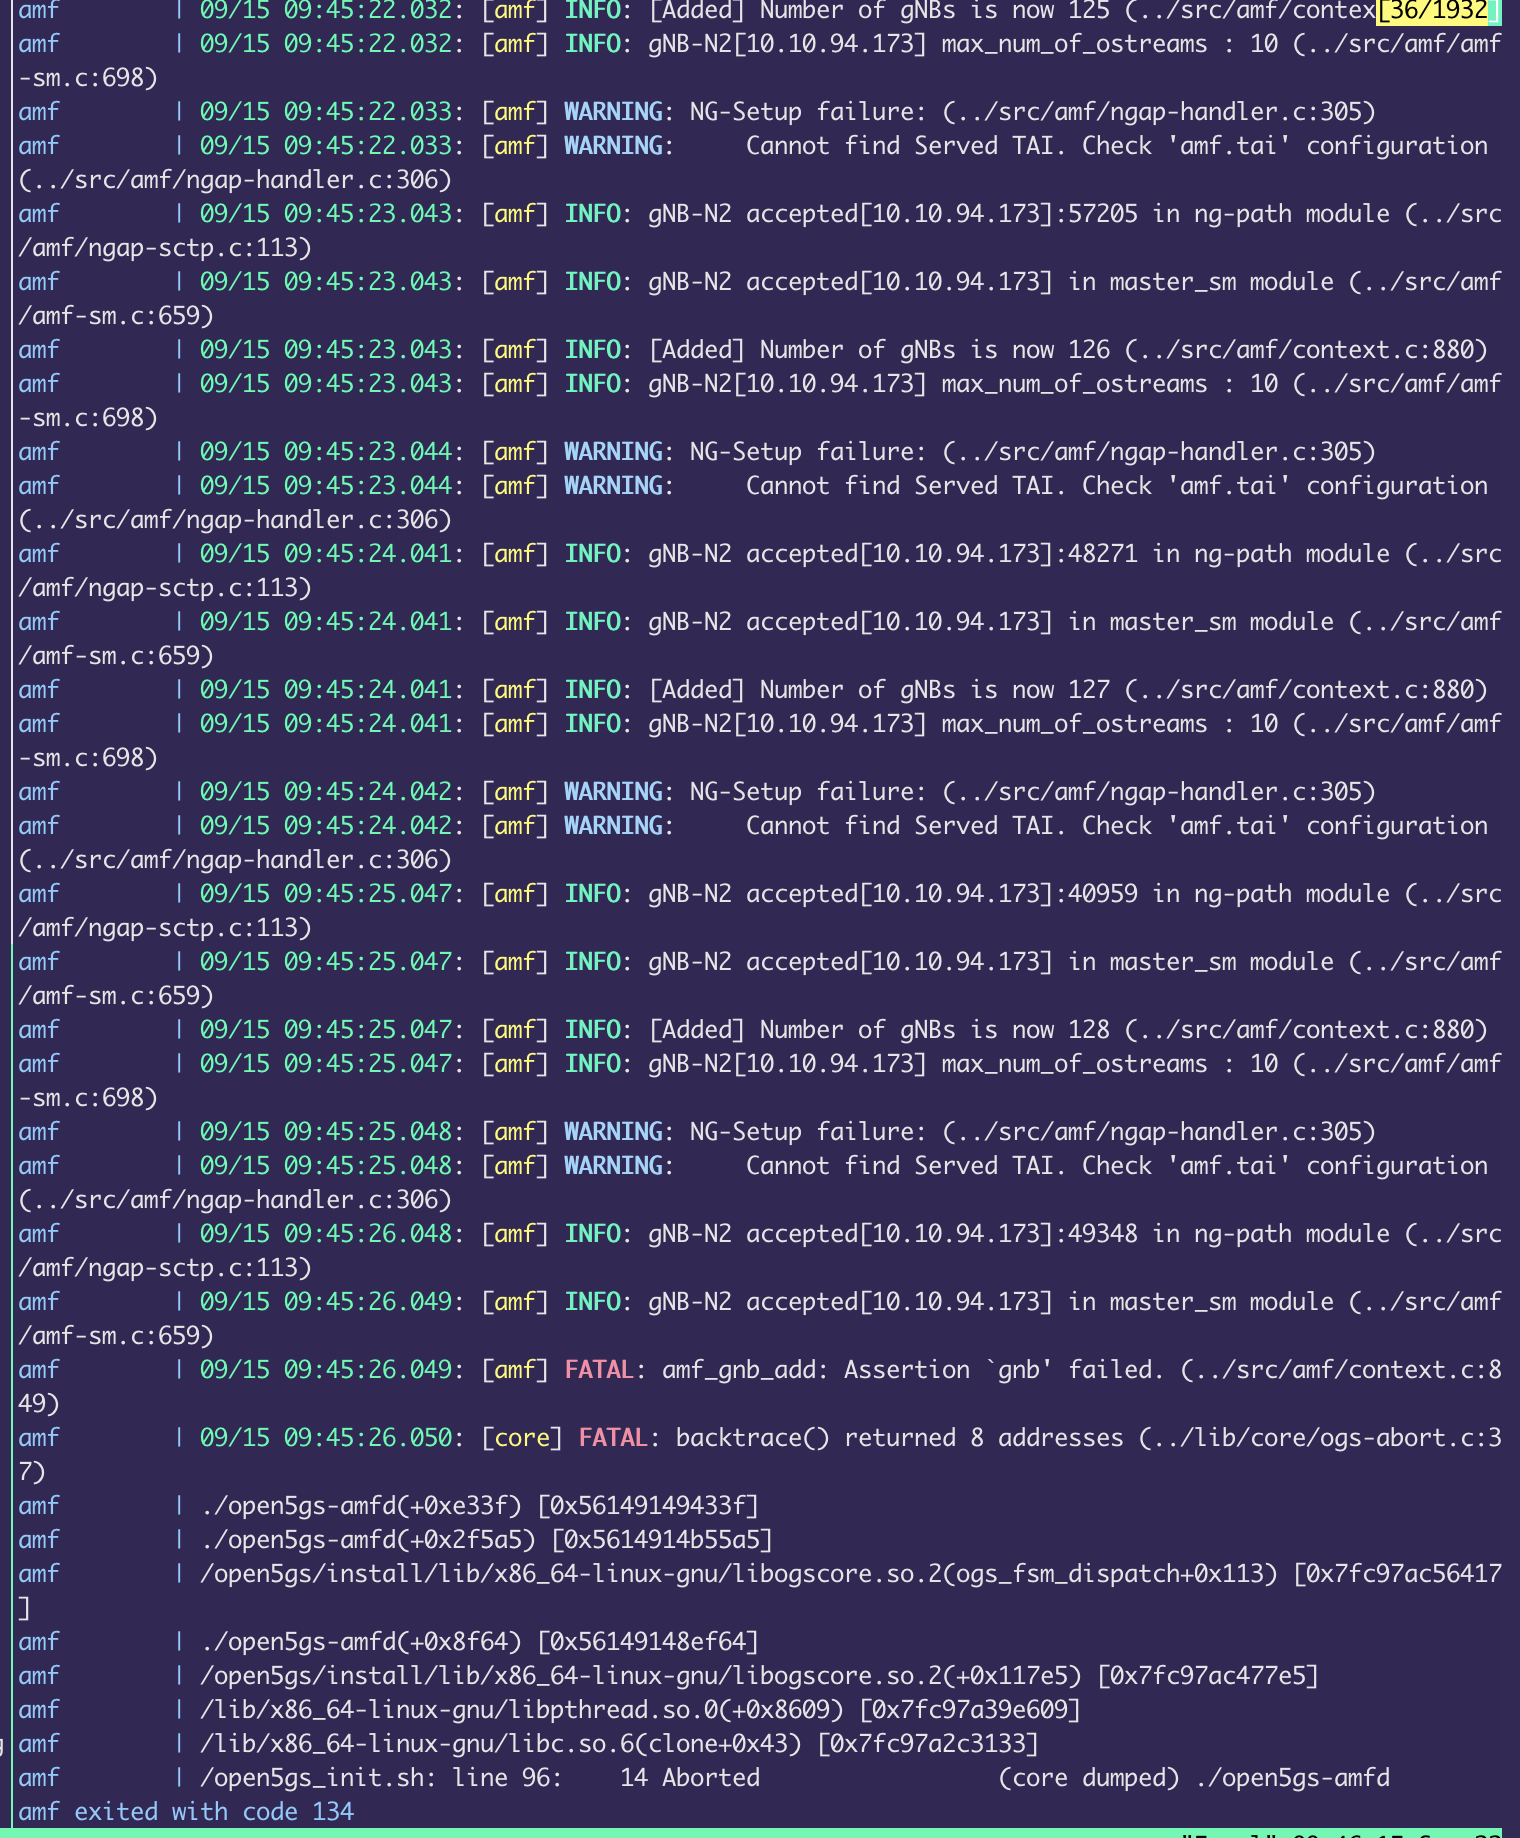 amf        | 09/15 09:45:22.032: [amf] INFO: [Added] Number of gNBs is now 125 (../src/amf/contex[36/1932]
amf        | 09/15 09:45:22.032: [amf] INFO: gNB-N2[10.10.94.173] max_num_of_ostreams : 10 (../src/amf/amf
-sm.c:698)
amf        | 09/15 09:45:22.033: [amf] WARNING: NG-Setup failure: (../src/amf/ngap-handler.c:305)
amf        | 09/15 09:45:22.033: [amf] WARNING:     Cannot find Served TAI. Check 'amf.tai' configuration
(../src/amf/ngap-handler.c:306)
amf        | 09/15 09:45:23.043: [amf] INFO: gNB-N2 accepted[10.10.94.173]:57205 in ng-path module (../src
/amf/ngap-sctp.c:113)
amf        | 09/15 09:45:23.043: [amf] INFO: gNB-N2 accepted[10.10.94.173] in master_sm module (../src/amf
/amf-sm.c:659)
amf        | 09/15 09:45:23.043: [amf] INFO: [Added] Number of gNBs is now 126 (../src/amf/context.c:880)
amf        | 09/15 09:45:23.043: [amf] INFO: gNB-N2[10.10.94.173] max_num_of_ostreams : 10 (../src/amf/amf
-sm.c:698)
amf        | 09/15 09:45:23.044: [amf] WARNING: NG-Setup failure: (../src/amf/ngap-handler.c:305)
amf        | 09/15 09:45:23.044: [amf] WARNING:     Cannot find Served TAI. Check 'amf.tai' configuration
(../src/amf/ngap-handler.c:306)
amf        | 09/15 09:45:24.041: [amf] INFO: gNB-N2 accepted[10.10.94.173]:48271 in ng-path module (../src
/amf/ngap-sctp.c:113)
amf        | 09/15 09:45:24.041: [amf] INFO: gNB-N2 accepted[10.10.94.173] in master_sm module (../src/amf
/amf-sm.c:659)
amf        | 09/15 09:45:24.041: [amf] INFO: [Added] Number of gNBs is now 127 (../src/amf/context.c:880)
amf        | 09/15 09:45:24.041: [amf] INFO: gNB-N2[10.10.94.173] max_num_of_ostreams : 10 (../src/amf/amf
-sm.c:698)
amf        | 09/15 09:45:24.042: [amf] WARNING: NG-Setup failure: (../src/amf/ngap-handler.c:305)
amf        | 09/15 09:45:24.042: [amf] WARNING:     Cannot find Served TAI. Check 'amf.tai' configuration
(../src/amf/ngap-handler.c:306)
amf        | 09/15 09:45:25.047: [amf] INFO: gNB-N2 accepted[10.10.94.173]:40959 in ng-path module (../src
/amf/ngap-sctp.c:113)
amf        | 09/15 09:45:25.047: [amf] INFO: gNB-N2 accepted[10.10.94.173] in master_sm module (../src/amf
/amf-sm.c:659)
amf        | 09/15 09:45:25.047: [amf] INFO: [Added] Number of gNBs is now 128 (../src/amf/context.c:880)
amf        | 09/15 09:45:25.047: [amf] INFO: gNB-N2[10.10.94.173] max_num_of_ostreams : 10 (../src/amf/amf
-sm.c:698)
amf        | 09/15 09:45:25.048: [amf] WARNING: NG-Setup failure: (../src/amf/ngap-handler.c:305)
amf        | 09/15 09:45:25.048: [amf] WARNING:     Cannot find Served TAI. Check 'amf.tai' configuration
(../src/amf/ngap-handler.c:306)
amf        | 09/15 09:45:26.048: [amf] INFO: gNB-N2 accepted[10.10.94.173]:49348 in ng-path module (../src
/amf/ngap-sctp.c:113)
amf        | 09/15 09:45:26.049: [amf] INFO: gNB-N2 accepted[10.10.94.173] in master_sm module (../src/amf
/amf-sm.c:659)
amf        | 09/15 09:45:26.049: [amf] FATAL: amf_gnb_add: Assertion `gnb' failed. (../src/amf/context.c:8
49)
amf        | 09/15 09:45:26.050: [core] FATAL: backtrace() returned 8 addresses (../lib/core/ogs-abort.c:3
7)
amf        | ./open5gs-amfd(+0xe33f) [0x56149149433f]
amf        | ./open5gs-amfd(+0x2f5a5) [0x5614914b55a5]
amf        | /open5gs/install/lib/x86_64-linux-gnu/libogscore.so.2(ogs_fsm_dispatch+0x113) [0x7fc97ac56417
]
amf        | ./open5gs-amfd(+0x8f64) [0x56149148ef64]
amf        | /open5gs/install/lib/x86_64-linux-gnu/libogscore.so.2(+0x117e5) [0x7fc97ac477e5]
amf        | /lib/x86_64-linux-gnu/libpthread.so.0(+0x8609) [0x7fc97a39e609]
amf        | /lib/x86_64-linux-gnu/libc.so.6(clone+0x43) [0x7fc97a2c3133]
amf        | /open5gs_init.sh: line 96:    14 Aborted                 (core dumped) ./open5gs-amfd
amf exited with code 134